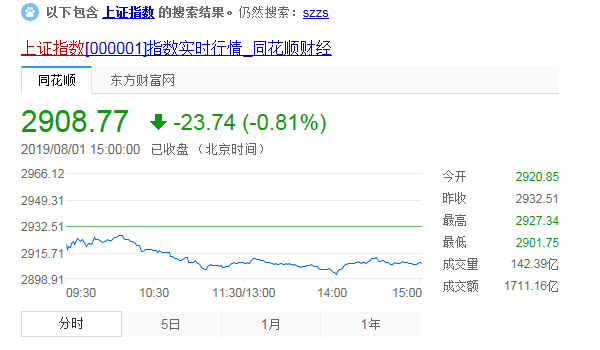 以下包含 上证指数 的搜索结果。仍然搜索：szzs
上证指数[000001]指数实时行情_同花顺财经
同花顺 东方财富网
2908.77 -23.74 (-0.81%)
2019/08/01 15:00:00 已收盘 （北京时间）
2966.12
2949.31
2932.51
2915.71
2898.91
09:30 10:30 11:30/13:00 14:00 15:00
今开 2920.85
昨收 2932.51
最高 2927.34
最低 2901.75
成交量 142.39亿
成交额 1711.16亿
分时 5日 1月 1年